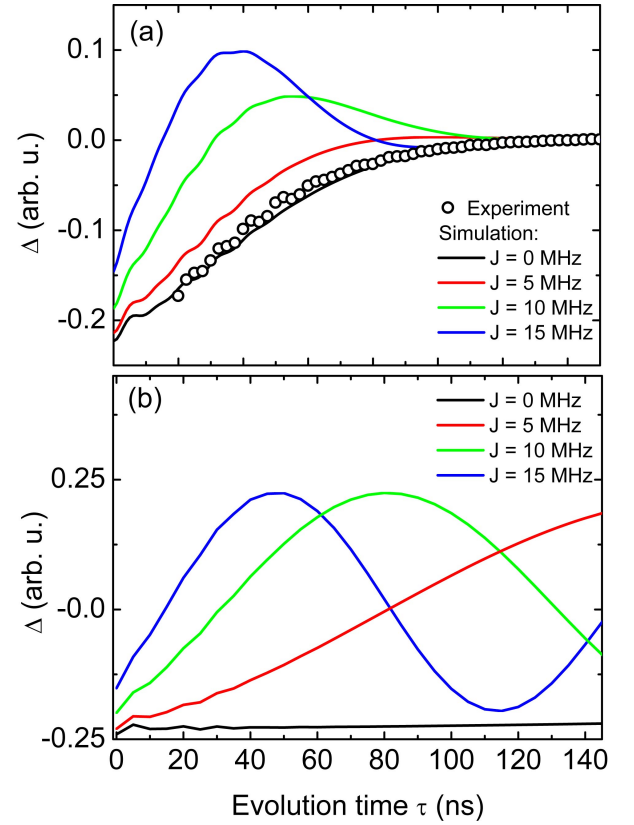 (a)
0.1
0.0
-0.1
-0.2
Δ (arb. u.)
Experiment
Simulation:
J = 0 MHz
J = 5 MHz
J = 10 MHz
J = 15 MHz
(b)
J = 0 MHz
J = 5 MHz
J = 10 MHz
J = 15 MHz
0.25
-0.0
-0.25
Δ (arb. u.)
0 20 40 60 80 100 120 140
Evolution time τ (ns)